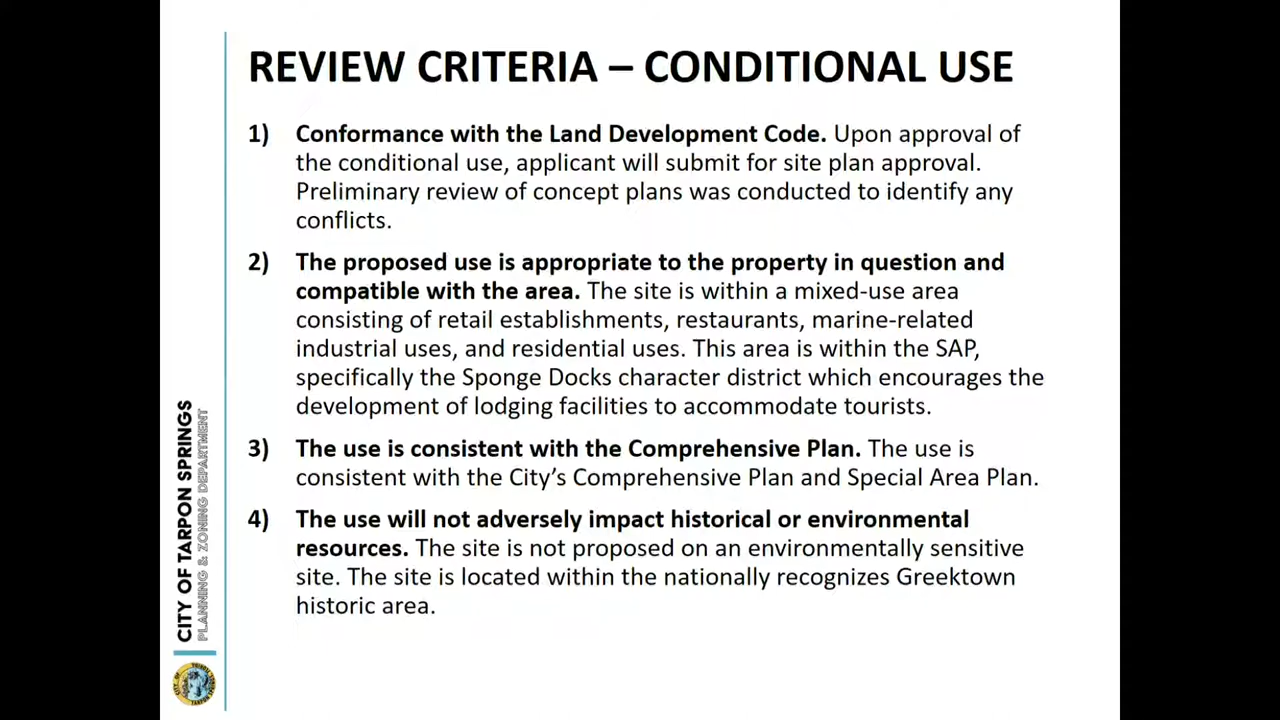 REVIEW CRITERIA – CONDITIONAL USE
1) Conformance with the Land Development Code. Upon approval of
the conditional use, applicant will submit for site plan approval.
Preliminary review of concept plans was conducted to identify any
conflicts.
2) The proposed use is appropriate to the property in question and
compatible with the area. The site is within a mixed-use area
consisting of retail establishments, restaurants, marine-related
industrial uses, and residential uses. This area is within the SAP,
specifically the Sponge Docks character district which encourages the
development of lodging facilities to accommodate tourists.
3) The use is consistent with the Comprehensive Plan. The use is
consistent with the City’s Comprehensive Plan and Special Area Plan.
4) The use will not adversely impact historical or environmental
resources. The site is not proposed on an environmentally sensitive
site. The site is located within the nationally recognizes Greektown
historic area.
CITY OF TARPON SPRINGS
PLANNING & ZONING DEPARTMENT